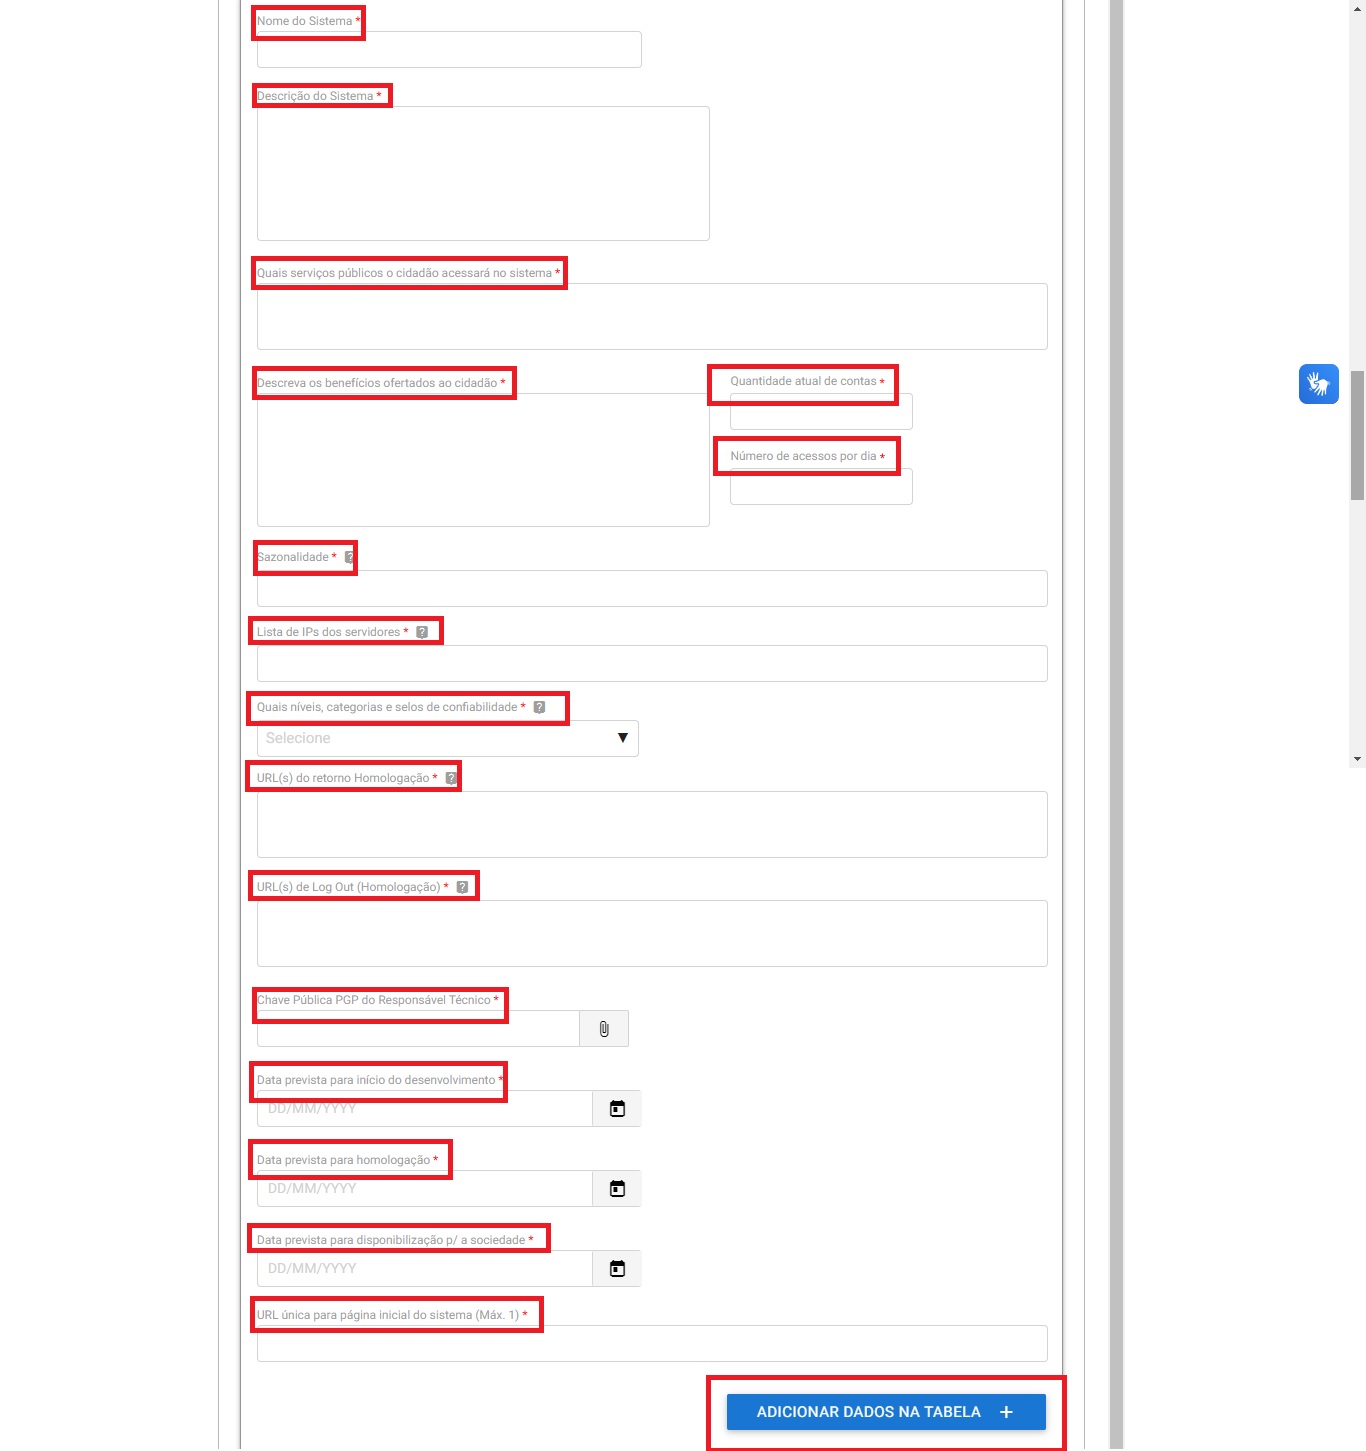 Nome do Sistema *
Descrição do Sistema *
Quais serviços públicos o cidadão acessará no sistema *
Descreva os benefícios ofertados ao cidadão *
Quantidade atual de contas *
Número de acessos por dia *
Sazonalidade * ?
Lista de IPs dos servidores * ?
Quais níveis, categorias e selos de confiabilidade * ?
Selecione
URL(s) do retorno Homologação * ?
URL(s) de Log Out (Homologação) * ?
Chave Pública PGP do Responsável Técnico *
Data prevista para início do desenvolvimento *
DD/MM/YYYY
Data prevista para homologação *
DD/MM/YYYY
Data prevista para disponibilização p/ a sociedade *
DD/MM/YYYY
URL única para página inicial do sistema (Máx. 1) *
ADICIONAR DADOS NA TABELA +